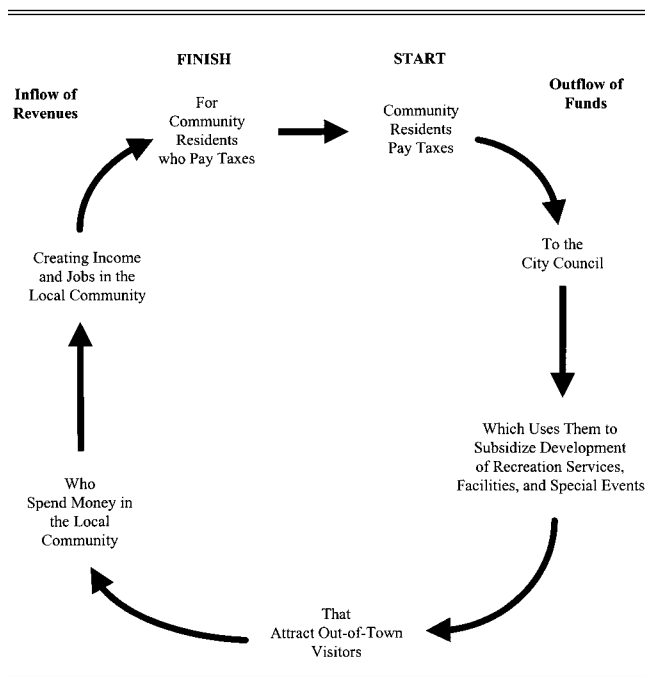 FINISH
START
Inflow of
Revenues
Outflow of
Funds
For
Community
Residents
who Pay Taxes
Community
Residents
Pay Taxes
To the
City Council
Which Uses Them to
Subsidize Development
of Recreation Services,
Facilities, and Special Events
That
Attract Out-of-Town
Visitors
Who
Spend Money in
the Local
Community
Creating Income
and Jobs in the
Local Community